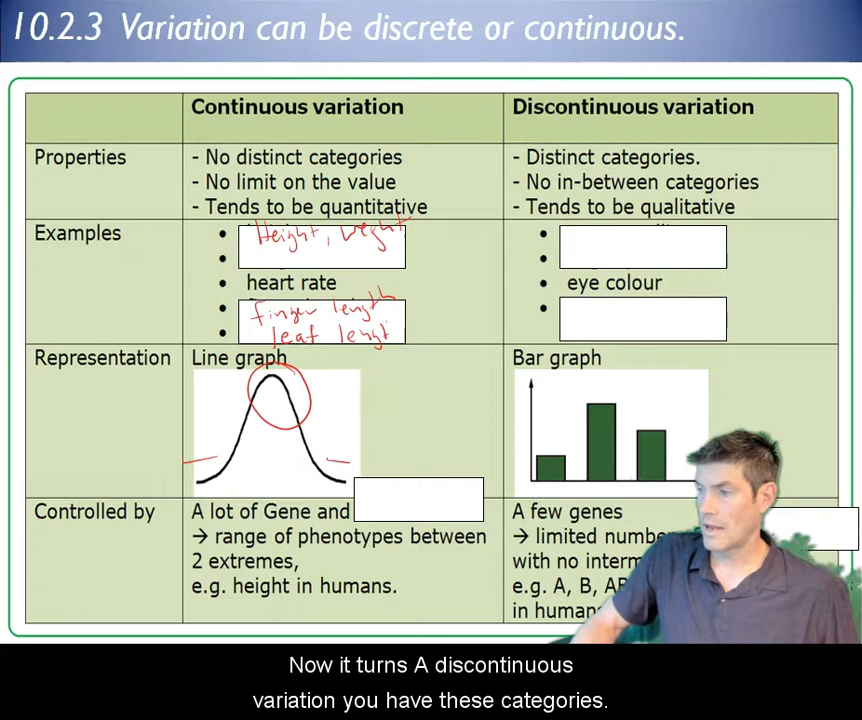 10.2.3 Variation can be discrete or continuous.
Continuous variation
Discontinuous variation
Properties
- No distinct categories
- No limit on the value
- Tends to be quantitative
- Distinct categories.
- No in-between categories
- Tends to be qualitative
Examples
• Height, weight
•
• heart rate
• finger length
• leaf lengt
•
•
• eye colour
•
Representation
Line graph
Bar graph
Controlled by
A lot of Gene and
→ range of phenotypes between
2 extremes,
e.g. height in humans.
A few genes
→ limited number
with no interm
e.g. A, B, AB
in human
Now it turns A discontinuous
variation you have these categories.